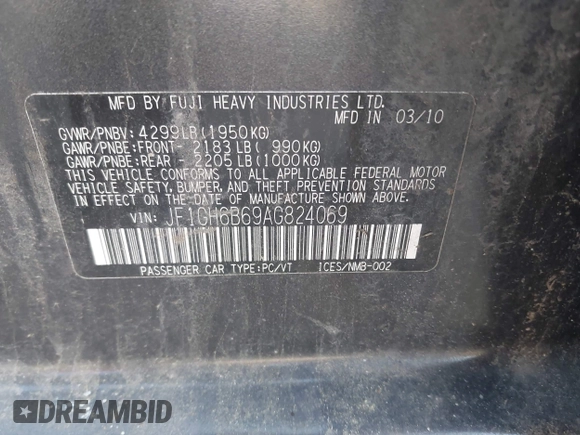 MFD BY FUJI HEAVY INDUSTRIES LTD.
MFD IN 03/10
GVWR/PNBV: 4299LB(1950KG)
GAWR/PNBE:FRONT- 2183LB( 990KG)
GAWR/PNBE:REAR - 2205LB(1000KG)
THIS VEHICLE CONFORMS TO ALL APPLICABLE FEDERAL MOTOR
VEHICLE SAFETY, BUMPER, AND THEFT PREVENTION STANDARDS
IN EFFECT ON THE DATE OF MANUFACTURE SHOWN ABOVE.
VIN: JF1GH6B69AG824069
PASSENGER CAR TYPE:PC/VT ICES/NMB-002
DREAMBID